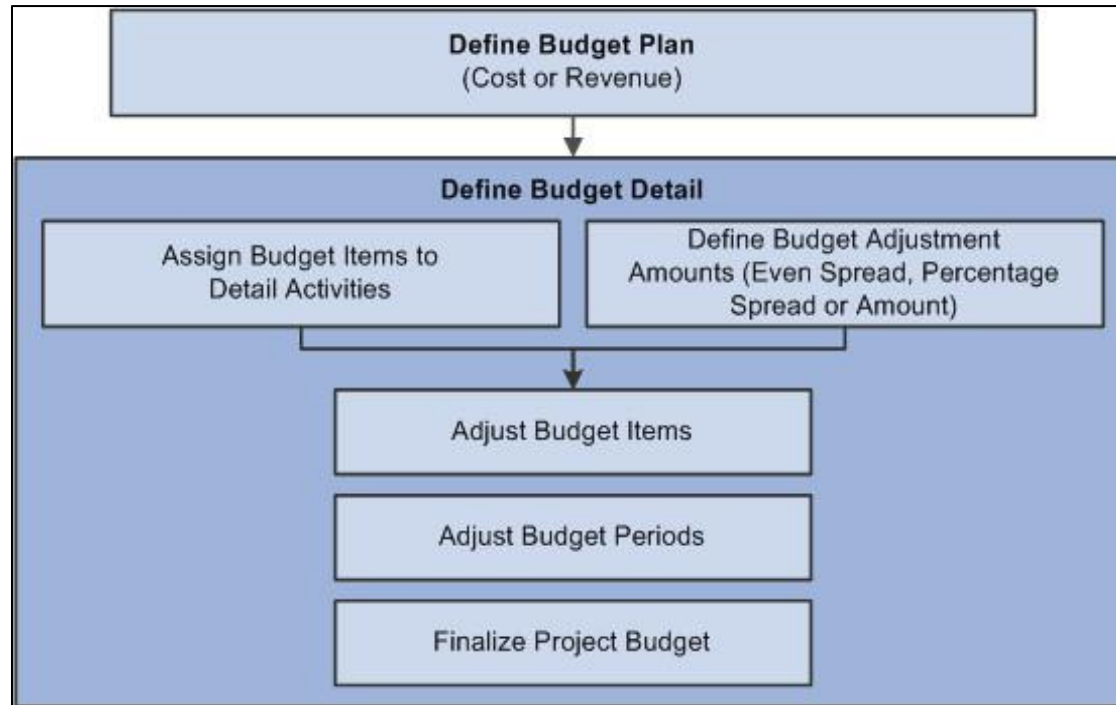 Define Budget Plan
(Cost or Revenue)
Define Budget Detail
Assign Budget Items to
Detail Activities
Define Budget Adjustment
Amounts (Even Spread, Percentage
Spread or Amount)
Adjust Budget Items
Adjust Budget Periods
Finalize Project Budget